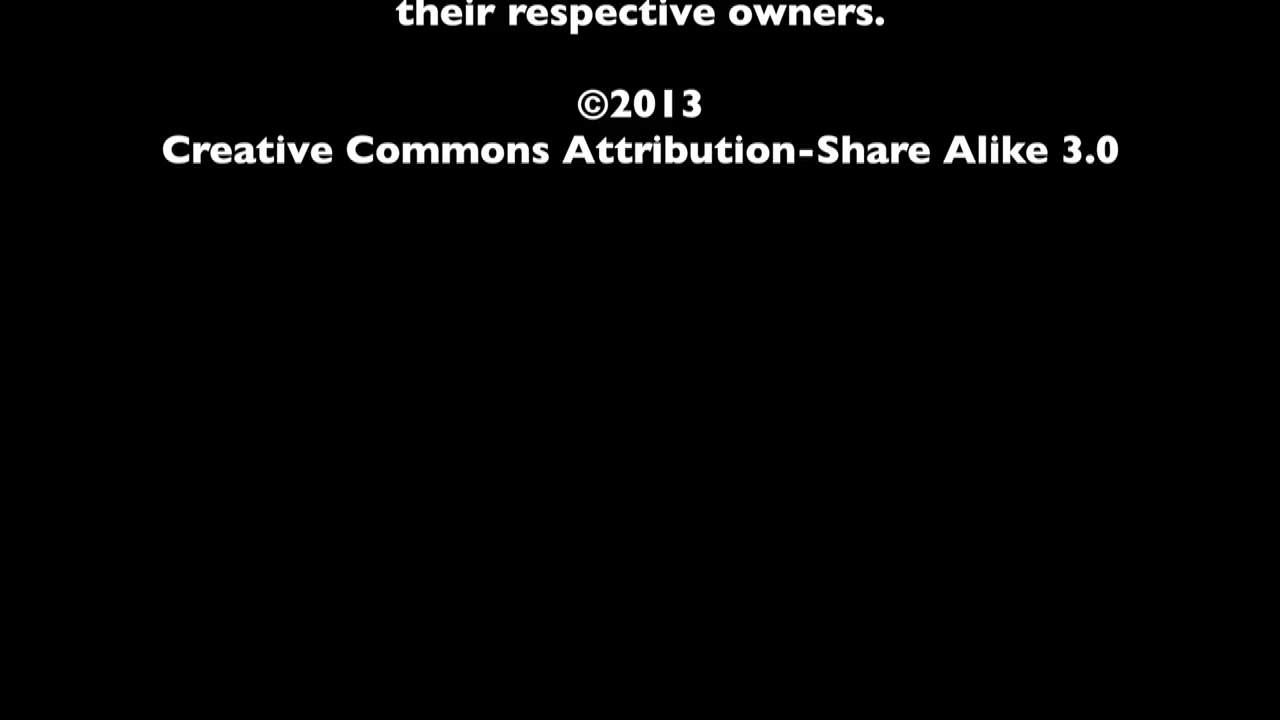 their respective owners.
©2013
Creative Commons Attribution-Share Alike 3.0